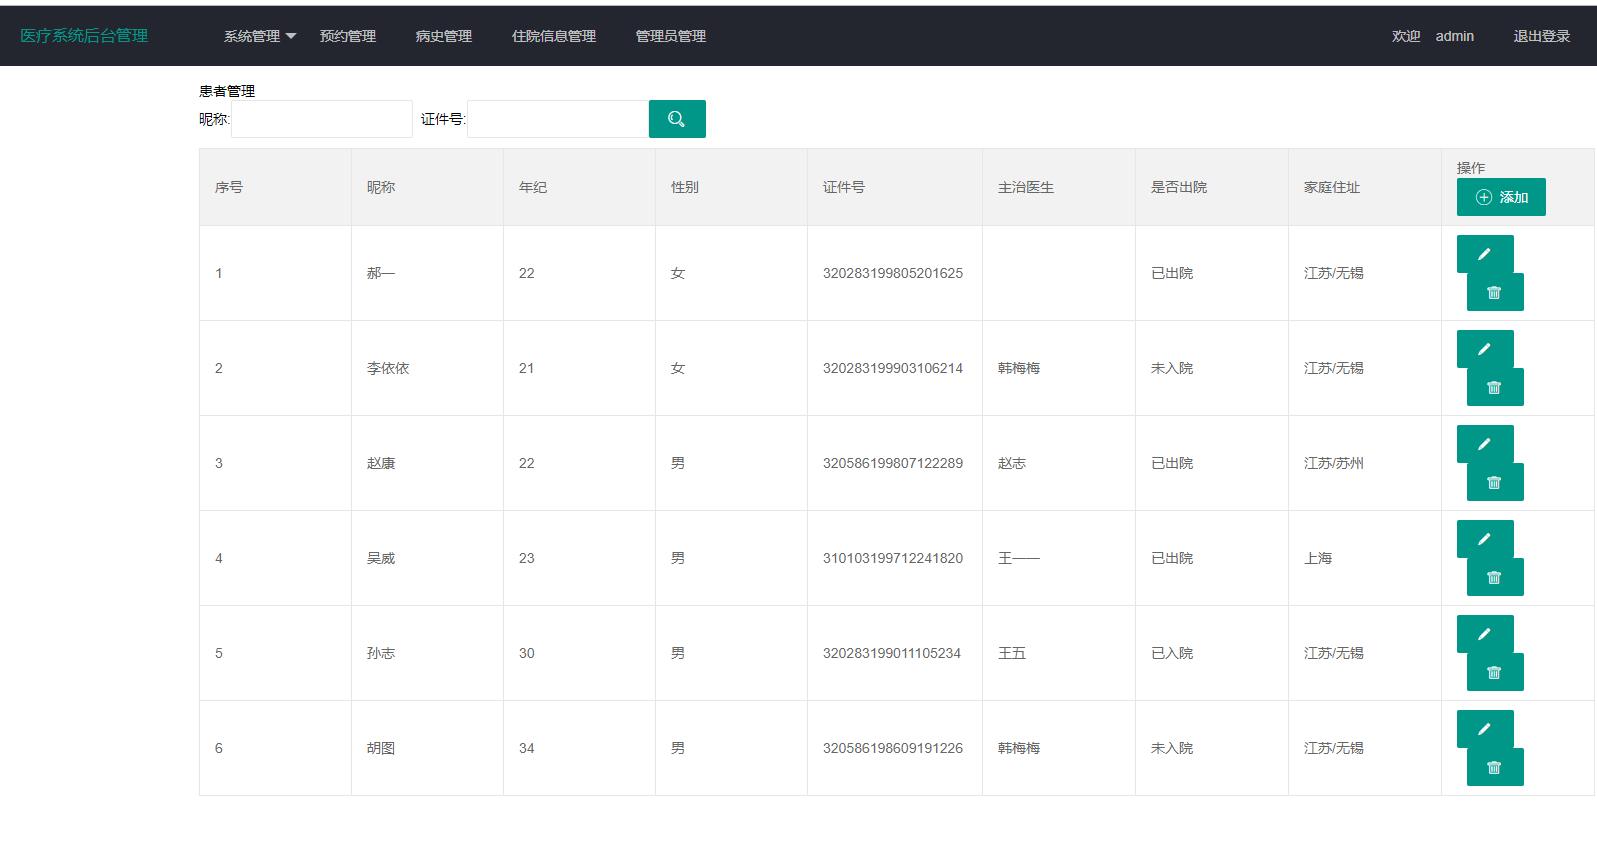 医疗系统后台管理 系统管理 预约管理 病史管理 住院信息管理 管理员管理 欢迎 admin 退出登录
患者管理
昵称: 证件号:
序号 昵称 年纪 性别 证件号 主治医生 是否出院 家庭住址 操作
添加
1 郝一 22 女 320283199805201625 已出院 江苏/无锡
2 李依依 21 女 320283199903106214 韩梅梅 未入院 江苏/无锡
3 赵康 22 男 320586199807122289 赵志 已出院 江苏/苏州
4 吴威 23 男 310103199712241820 王一一 已出院 上海
5 孙志 30 男 320283199011105234 王五 已入院 江苏/无锡
6 胡图 34 男 320586198609191226 韩梅梅 未入院 江苏/无锡